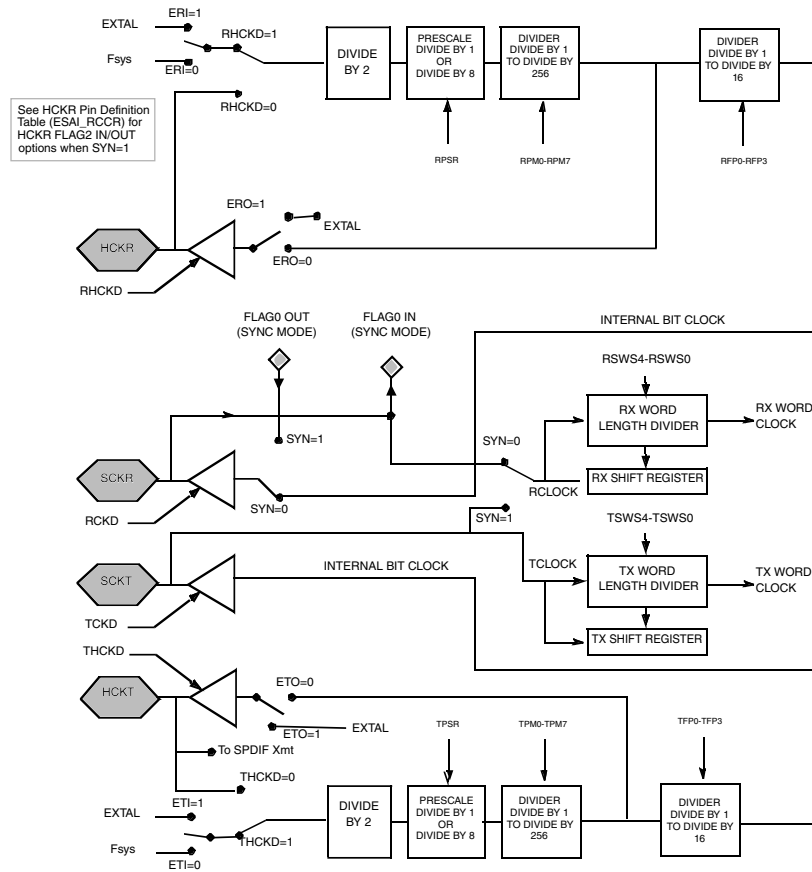 ERI=1
EXTAL
RHCKD=1
Fsys
ERI=0
DIVIDE
BY 2
PRESCALE
DIVIDE BY 1
OR
DIVIDE BY 8
DIVIDER
DIVIDE BY 1
TO DIVIDE BY
256
DIVIDER
DIVIDE BY 1
TO DIVIDE BY
16
RHCKD=0
See HCKR Pin Definition
Table (ESAI_RCCR) for
HCKR FLAG2 IN/OUT
options when SYN=1
RPSR
RPM0-RPM7
RFP0-RFP3
ERO=1
EXTAL
HCKR
ERO=0
RHCKD
FLAG0 OUT
(SYNC MODE)
FLAG0 IN
(SYNC MODE)
INTERNAL BIT CLOCK
RSWS4-RSWS0
RX WORD
LENGTH DIVIDER
RX WORD
CLOCK
SYN=1
SYN=0
SCKR
RX SHIFT REGISTER
RCLOCK
RCKD
SYN=0
SYN=1
TSWS4-TSWS0
INTERNAL BIT CLOCK
TCLOCK
TX WORD
LENGTH DIVIDER
TX WORD
CLOCK
SCKT
TCKD
TX SHIFT REGISTER
THCKD
ETO=0
HCKT
ETO=1
EXTAL
TPSR
TPM0-TPM7
TFP0-TFP3
To SPDIF Xmt
THCKD=0
ETI=1
EXTAL
THCKD=1
Fsys
ETI=0
DIVIDE
BY 2
PRESCALE
DIVIDE BY 1
OR
DIVIDE BY 8
DIVIDER
DIVIDE BY 1
TO DIVIDE BY
256
DIVIDER
DIVIDE BY 1
TO DIVIDE BY
16